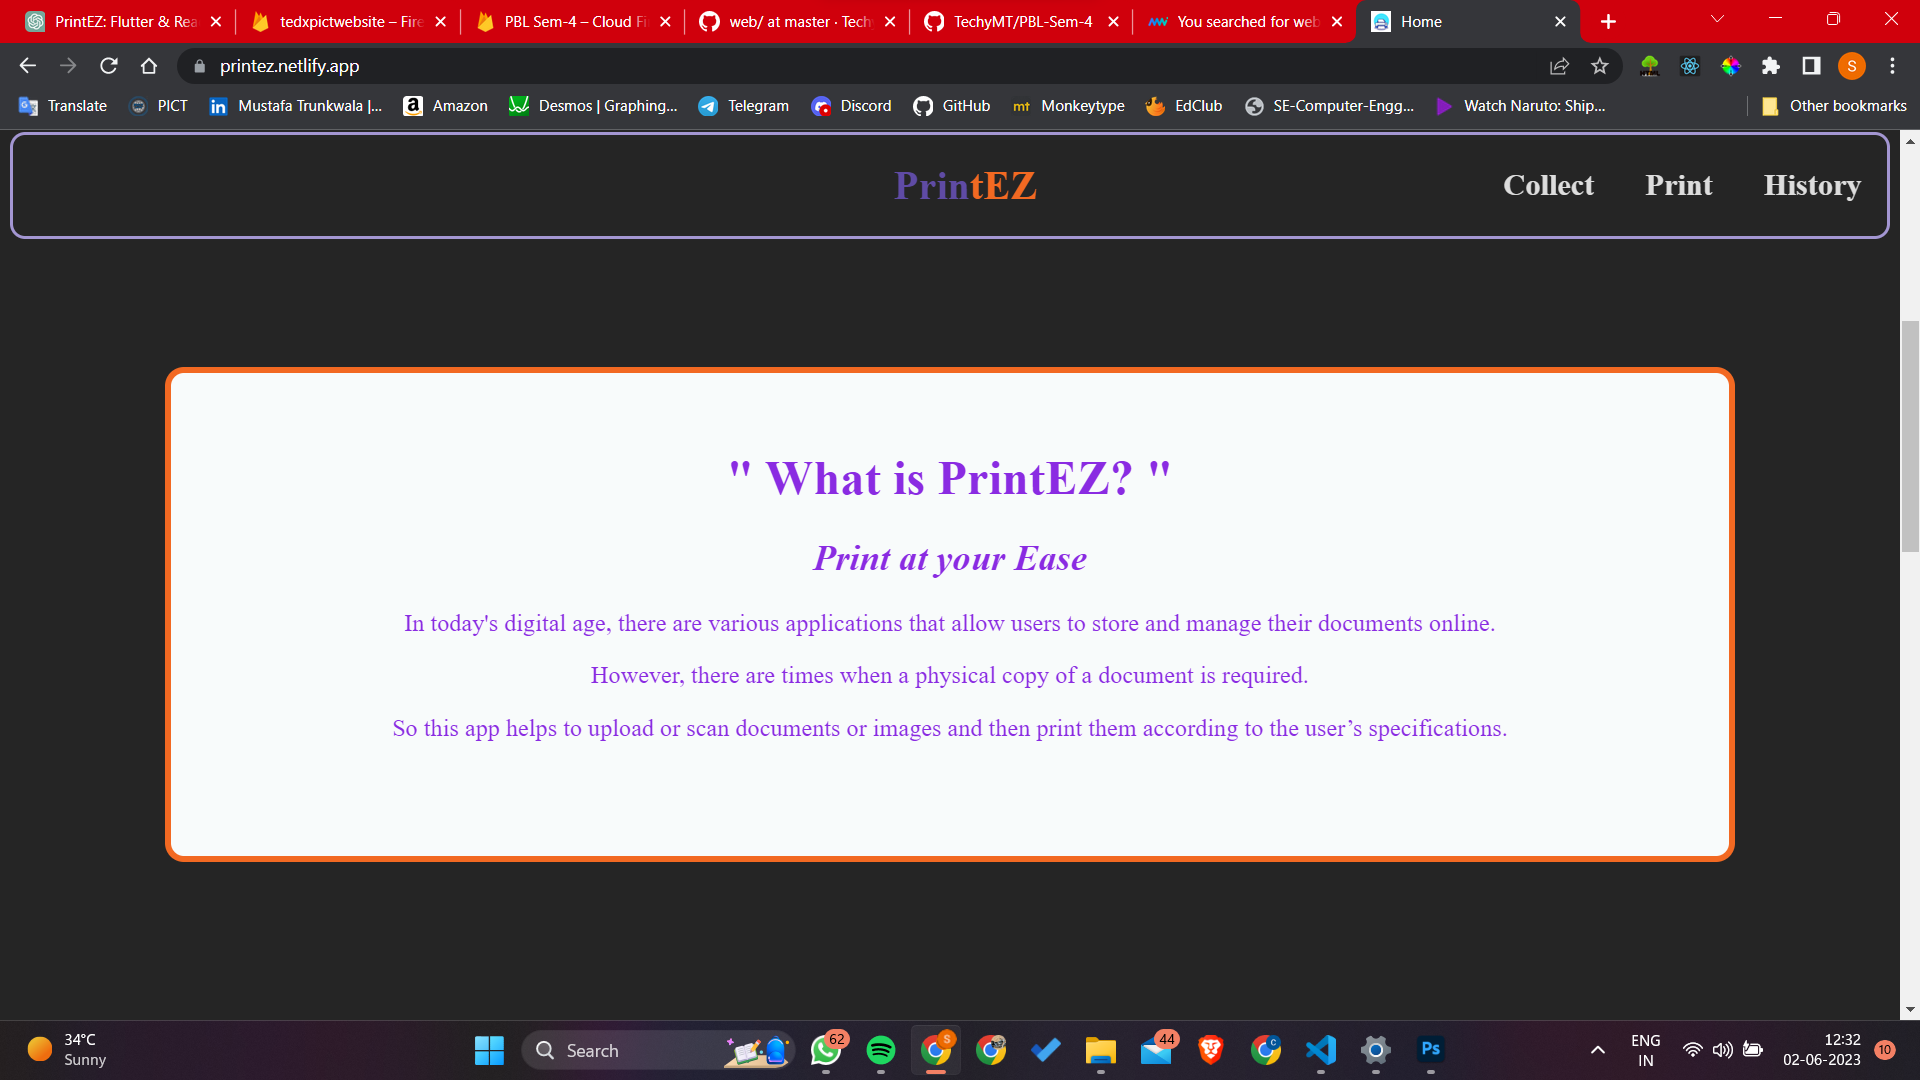 PrintEZ: Flutter & Rea
tedxpictwebsite – Fire
PBL Sem-4 – Cloud Fi
web/ at master · Tech
TechyMT/PBL-Sem-4
You searched for web
Home
printez.netlify.app
S
Translate
PICT
Mustafa Trunkwala |...
Amazon
Desmos | Graphing...
Telegram
Discord
GitHub
mt Monkeytype
EdClub
SE-Computer-Engg...
Watch Naruto: Ship...
Other bookmarks
PrintEZ
Collect
Print
History
" What is PrintEZ? "
Print at your Ease
In today's digital age, there are various applications that allow users to store and manage their documents online.
However, there are times when a physical copy of a document is required.
So this app helps to upload or scan documents or images and then print them according to the user’s specifications.
34°C
Sunny
Search
62
S
44
C
Ps
ENG
IN
12:32
02-06-2023
10